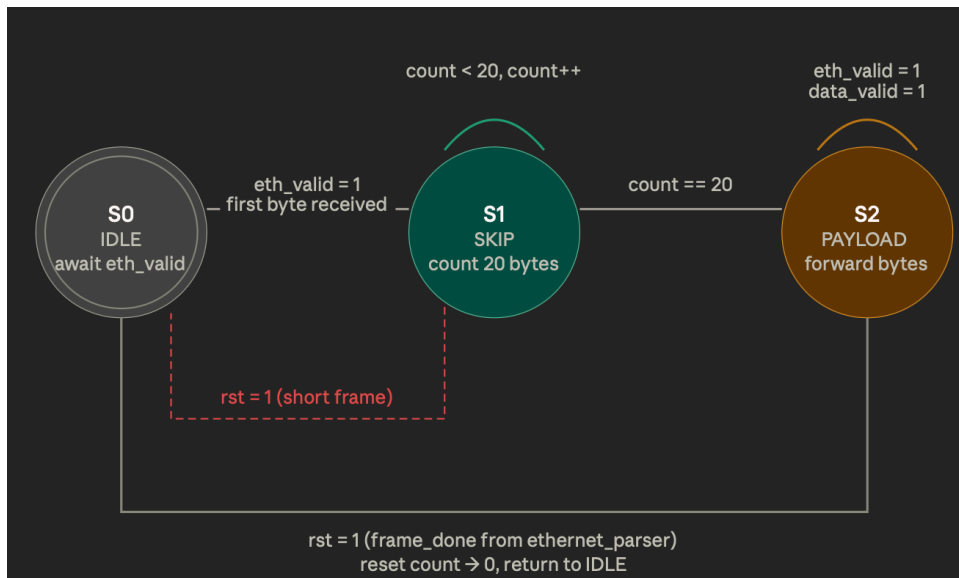 count < 20, count++
eth_valid = 1
data_valid = 1
eth_valid = 1
first byte received
count == 20
S0
IDLE
await eth_valid
S1
SKIP
count 20 bytes
S2
PAYLOAD
forward bytes
rst = 1 (short frame)
rst = 1 (frame_done from ethernet_parser)
reset count → 0, return to IDLE